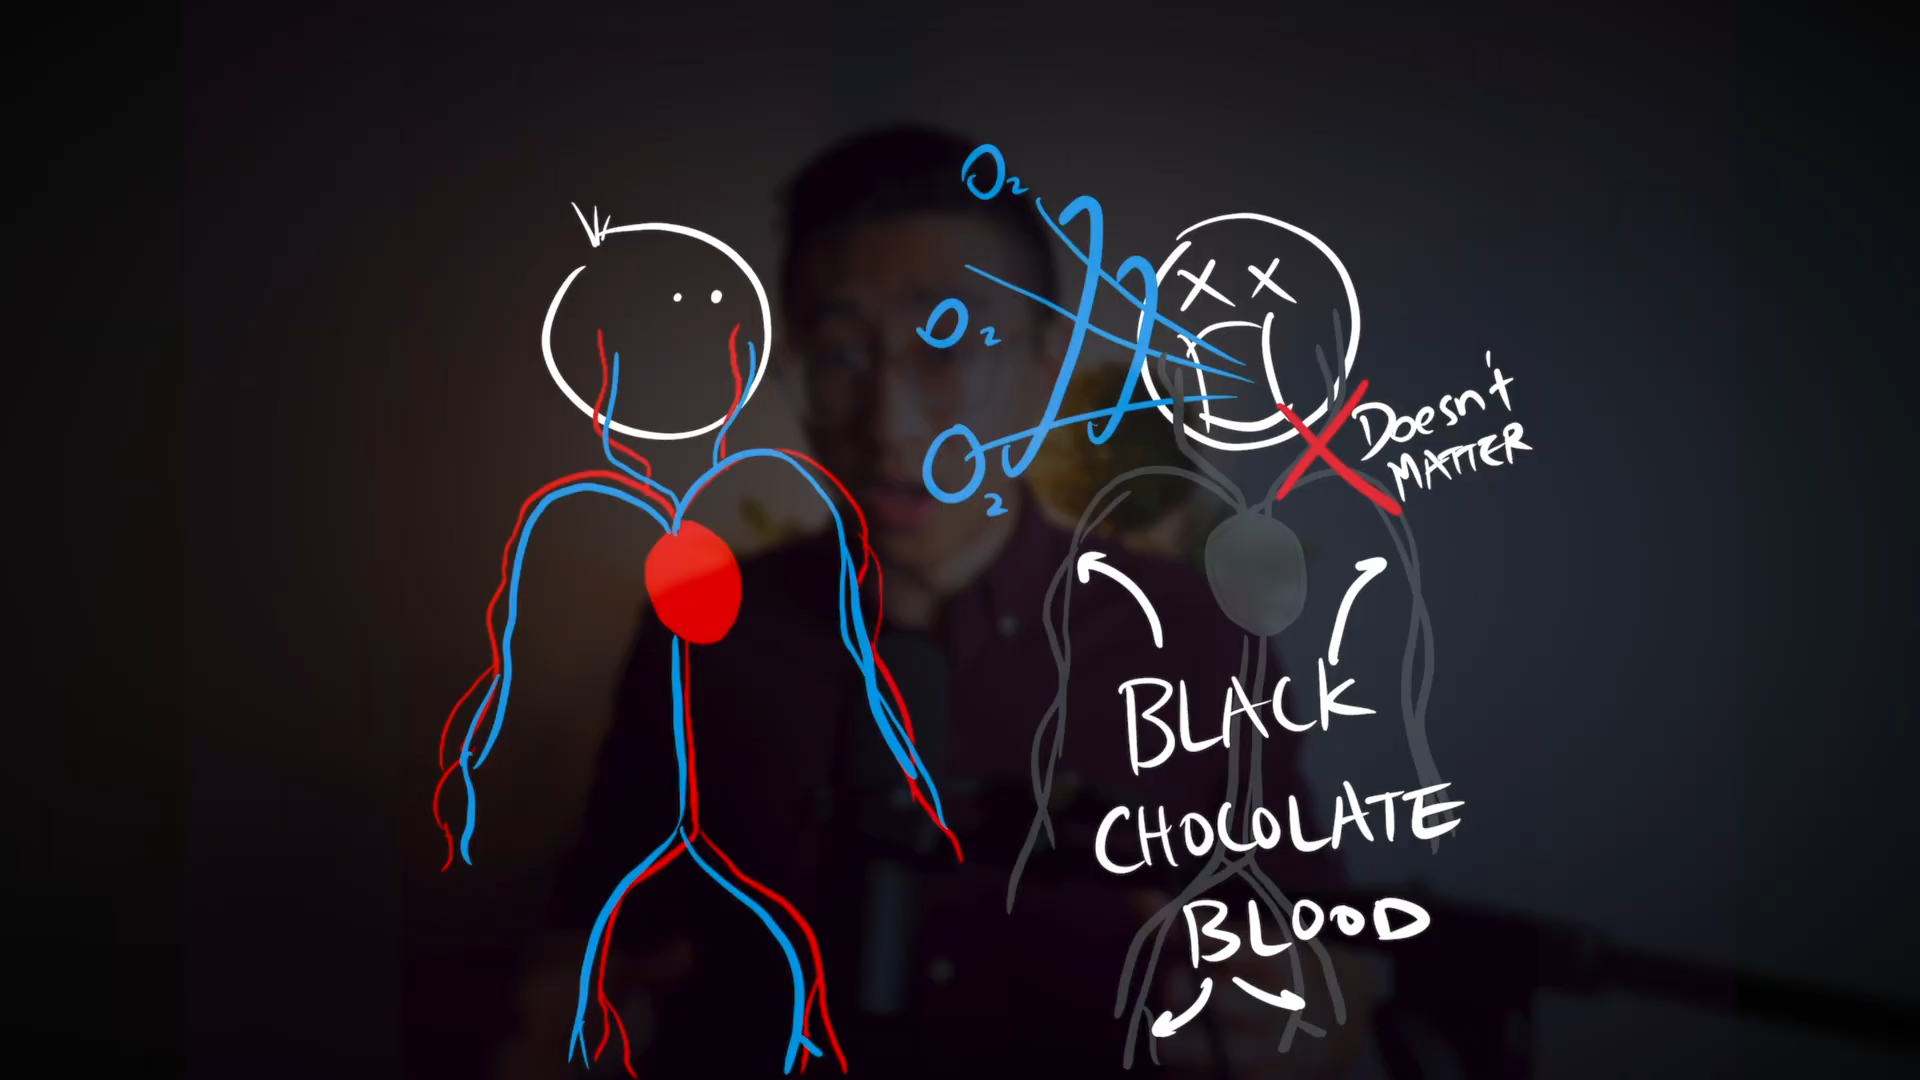 O2
O2
O2
Doesn't
MATTER
BLACK
CHOCOLATE
BLOOD